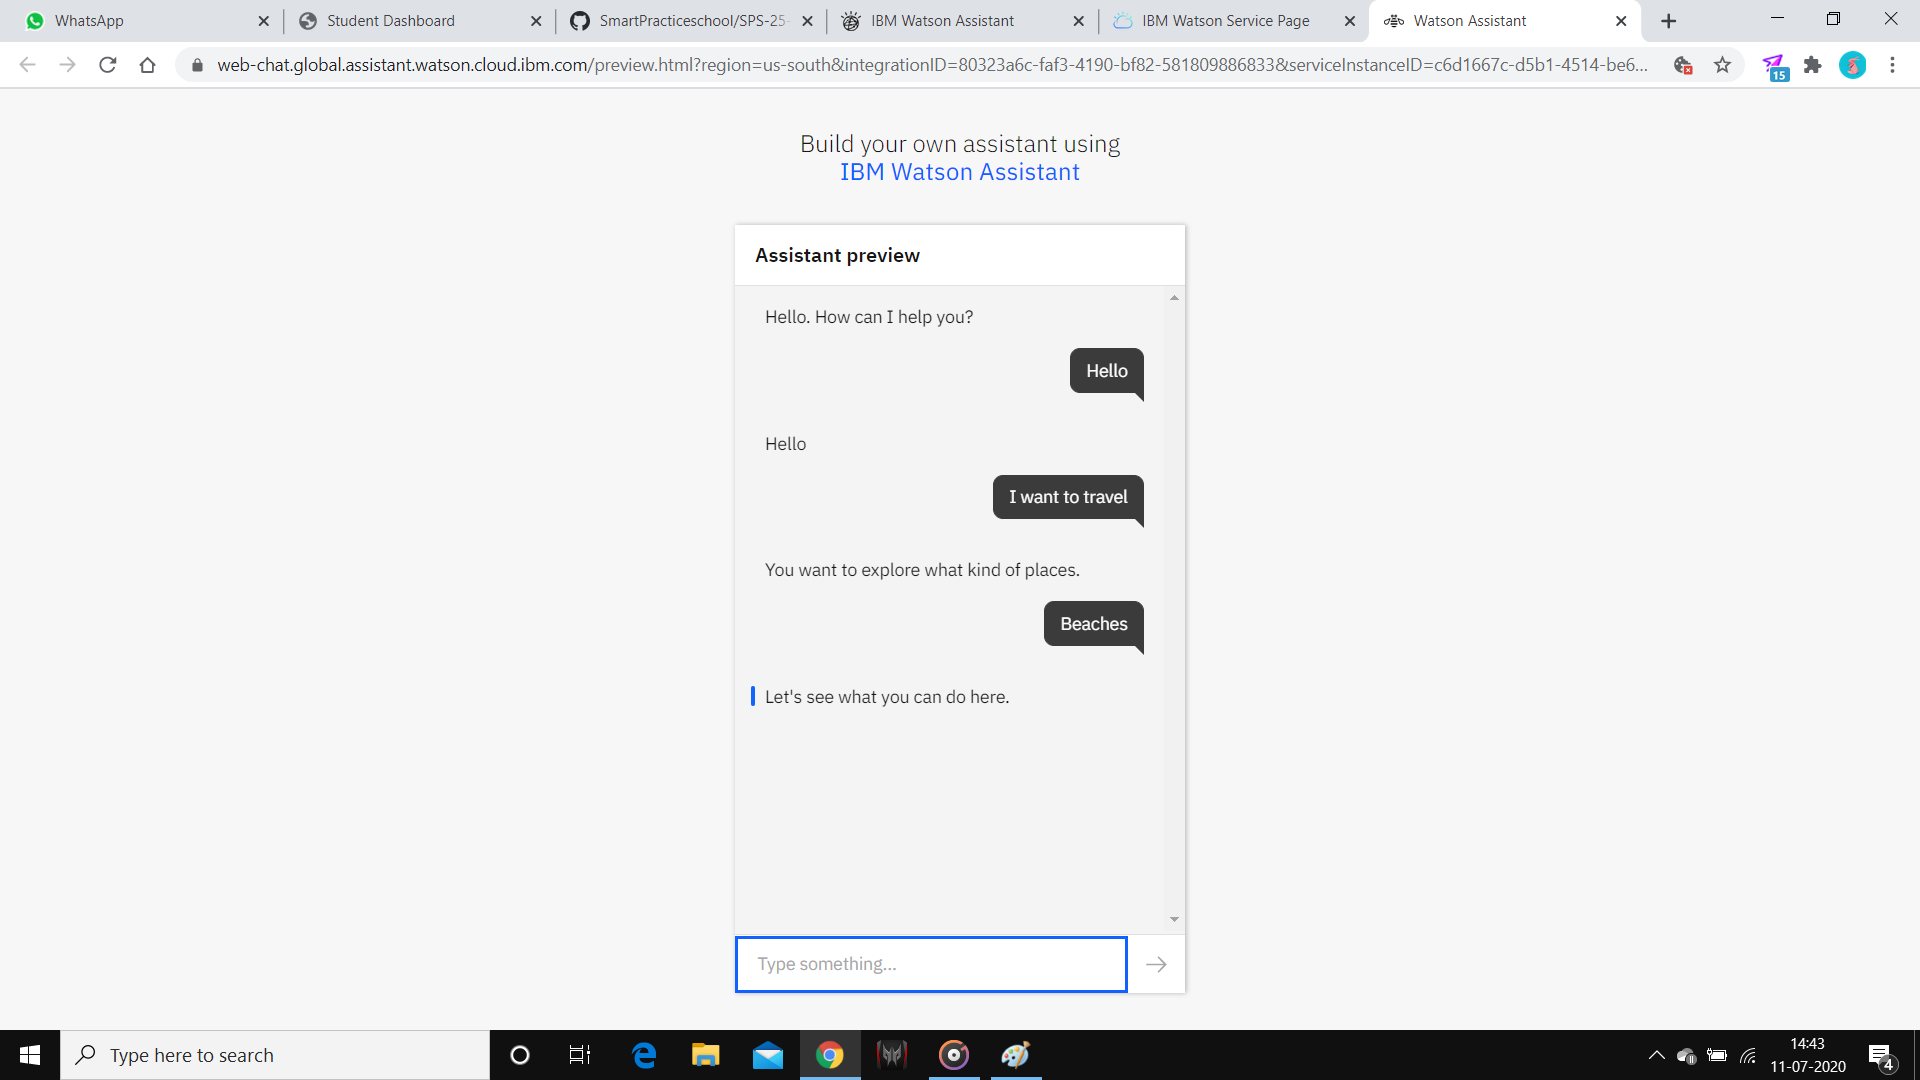 WhatsApp
Student Dashboard
SmartPracticeschool/SPS-25-
IBM Watson Assistant
IBM Watson Service Page
Watson Assistant
web-chat.global.assistant.watson.cloud.ibm.com/preview.html?region=us-south&integrationID=80323a6c-faf3-4190-bf82-581809886833&serviceInstanceID=c6d1667c-d5b1-4514-be6...
15
Build your own assistant using
IBM Watson Assistant
Assistant preview
Hello. How can I help you?
Hello
Hello
I want to travel
You want to explore what kind of places.
Beaches
Let's see what you can do here.
Type something...
Type here to search
14:43
11-07-2020
4